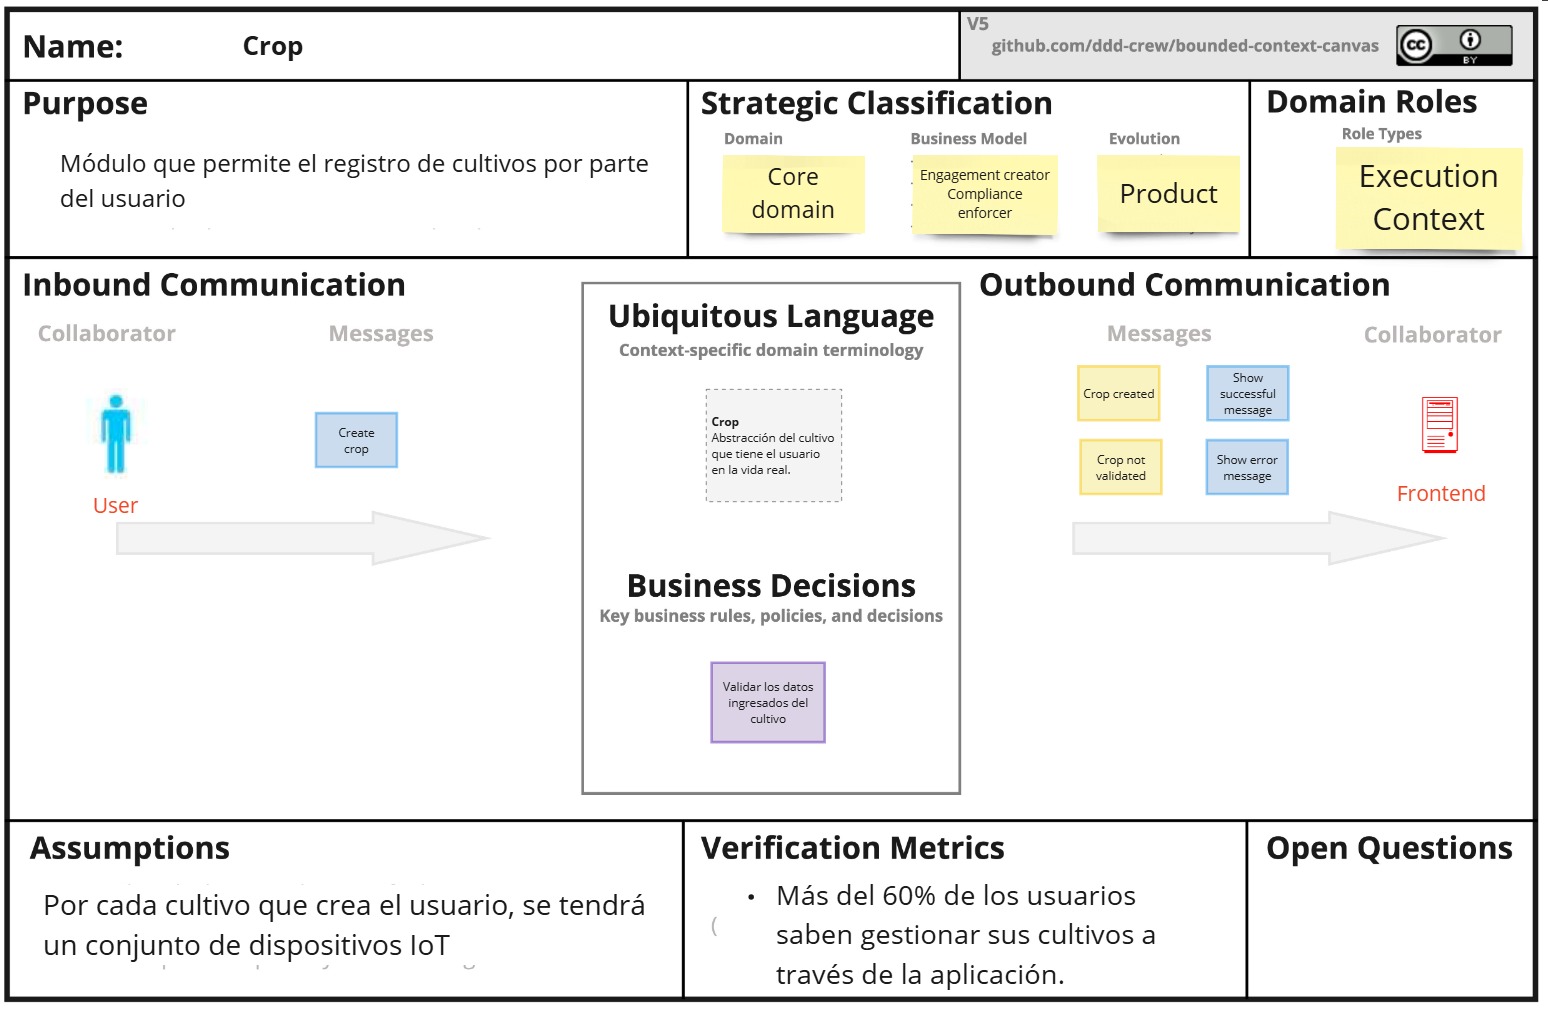 Name:
Crop
V5
github.com/ddd-crew/bounded-context-canvas
cc
BY
Purpose
Módulo que permite el registro de cultivos por parte
del usuario
Strategic Classification
Domain
Core
domain
Business Model
Engagement creator
Compliance
enforcer
Evolution
Product
Domain Roles
Role Types
Execution
Context
Inbound Communication
Collaborator
Messages
User
Create
crop
Ubiquitous Language
Context-specific domain terminology
Crop
Abstracción del cultivo
que tiene el usuario
en la vida real.
Business Decisions
Key business rules, policies, and decisions
Validar los datos
ingresados del
cultivo
Outbound Communication
Messages
Collaborator
Crop created
Show
successful
message
Crop not
validated
Show error
message
Frontend
Assumptions
Por cada cultivo que crea el usuario, se tendrá
un conjunto de dispositivos IoT
Verification Metrics
(
• Más del 60% de los usuarios
saben gestionar sus cultivos a
través de la aplicación.
Open Questions